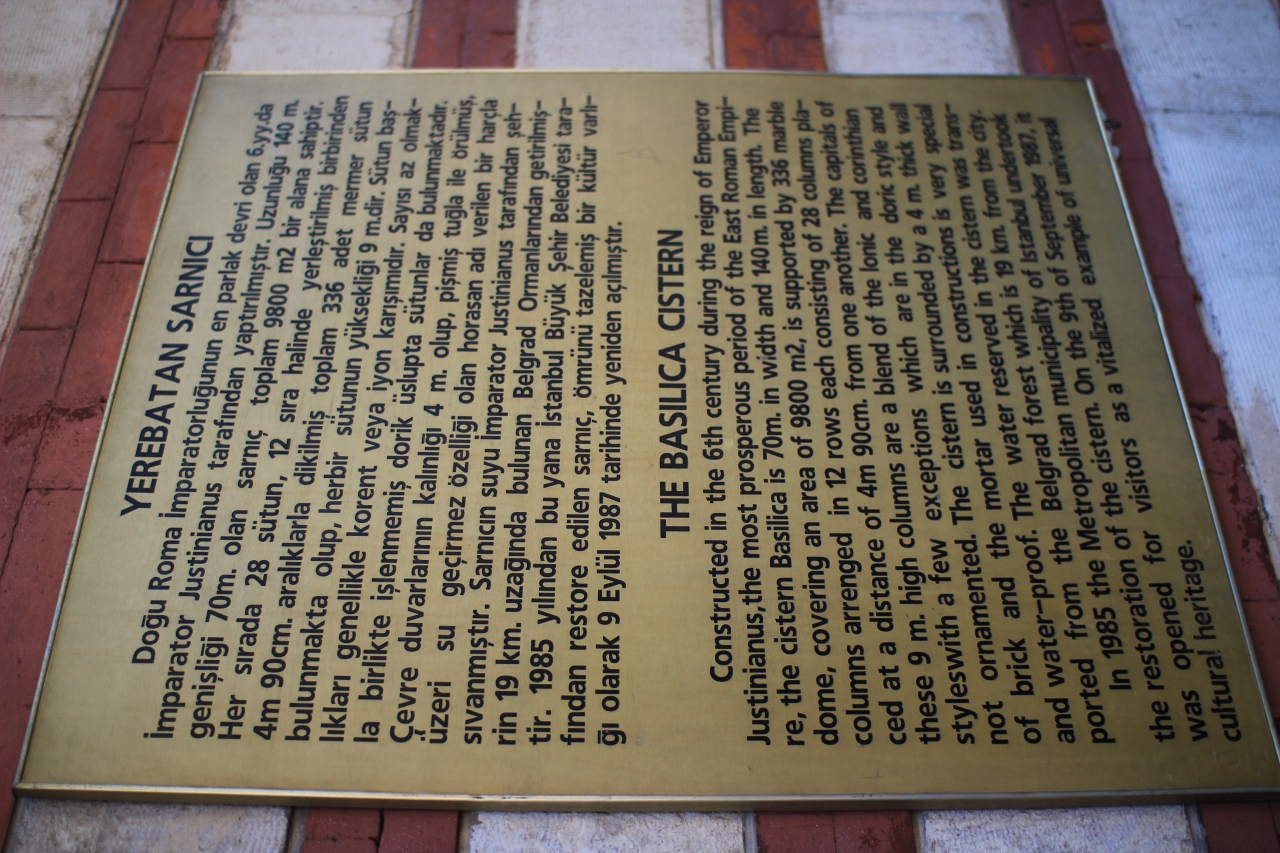 YEREBATAN SARNICI
Doğu Roma İmparatorluğunun en parlak devri olan 6.yy,da
İmparator Justinianus tarafından yaptırılmıştır. Uzunluğu 140 m.
genişliği 70m. olan sarnıç toplam 9800 m2 bir alana sahiptir.
Her sırada 28 sütun, 12 sıra halinde yerleştirilmiş birbirinden
4m 90cm. aralıklarla dikilmiş toplam 336 adet mermer sütun
bulunmakta olup, herbir sütunun yüksekliği 9 m.dir. Sütun baş-
lıkları genellikle korent veya iyon karışımıdır. Sayısı az olmak-
la birlikte işlenmemiş dorik üslupta sütunlar da bulunmaktadır.
Çevre duvarlarının kalınlığı 4 m. olup, pişmiş tuğla ile örülmüş,
üzeri su geçirmez özelliği olan horasan adı verilen bir harçla
sıvanmıştır. Sarnıcın suyu imparator Justinianus tarafından şeh-
rin 19 km. uzağında bulunan Belgrad Ormanlarından getirilmiş-
tir. 1985 yılından bu yana İstanbul Büyük Şehir Belediyesi tara-
fından restore edilen sarnıç, ömrünü tazelemiş bir kültür varlı-
ğı olarak 9 Eylül 1987 tarihinde yeniden açılmıştır.
THE BASILICA CISTERN
Constructed in the 6th century during the reign of Emperor
Justinianus,the most prosperous period of the East Roman Empi-
re, the cistern Basilica is 70m. in width and 140m. in length. The
dome, covering an area of 9800 m2, is supported by 336 marble
columns arranged in 12 rows each consisting of 28 columns pla-
ced at a distance of 4m 90cm. from one another. The capitals of
these 9 m. high columns are a blend of the Ionic and corinthian
styleswith a few exceptions which are in the doric style and
not ornamented. The cistern is surrounded by a 4 m. thick wall
of brick and the mortar used in constructions is very special
and water-proof. The water reserved in the cistern was trans-
ported from the Belgrad forest which is 19 km. from the city.
In 1985 the Metropolitan municipality of Istanbul undertook
the restoration of the cistern. On the 9th of September 1987, it
was opened for visitors as a vitalized example of universal
cultural heritage.